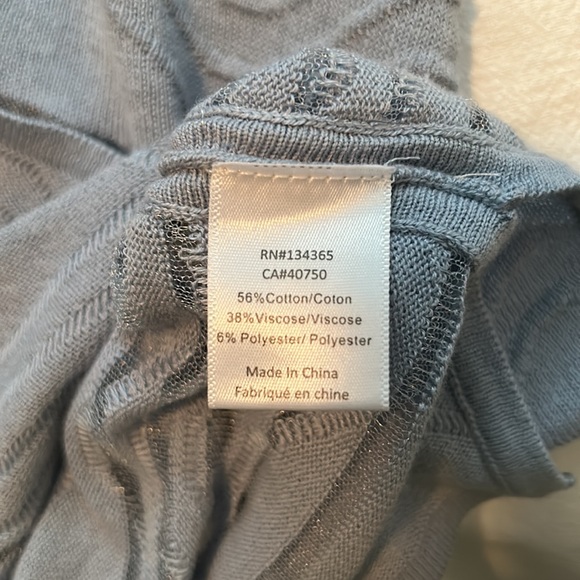 RN#134365
CA#40750
56%Cotton/Coton
38%Viscose/Viscose
6% Polyester/ Polyester
Made In China
Fabriqué en chine